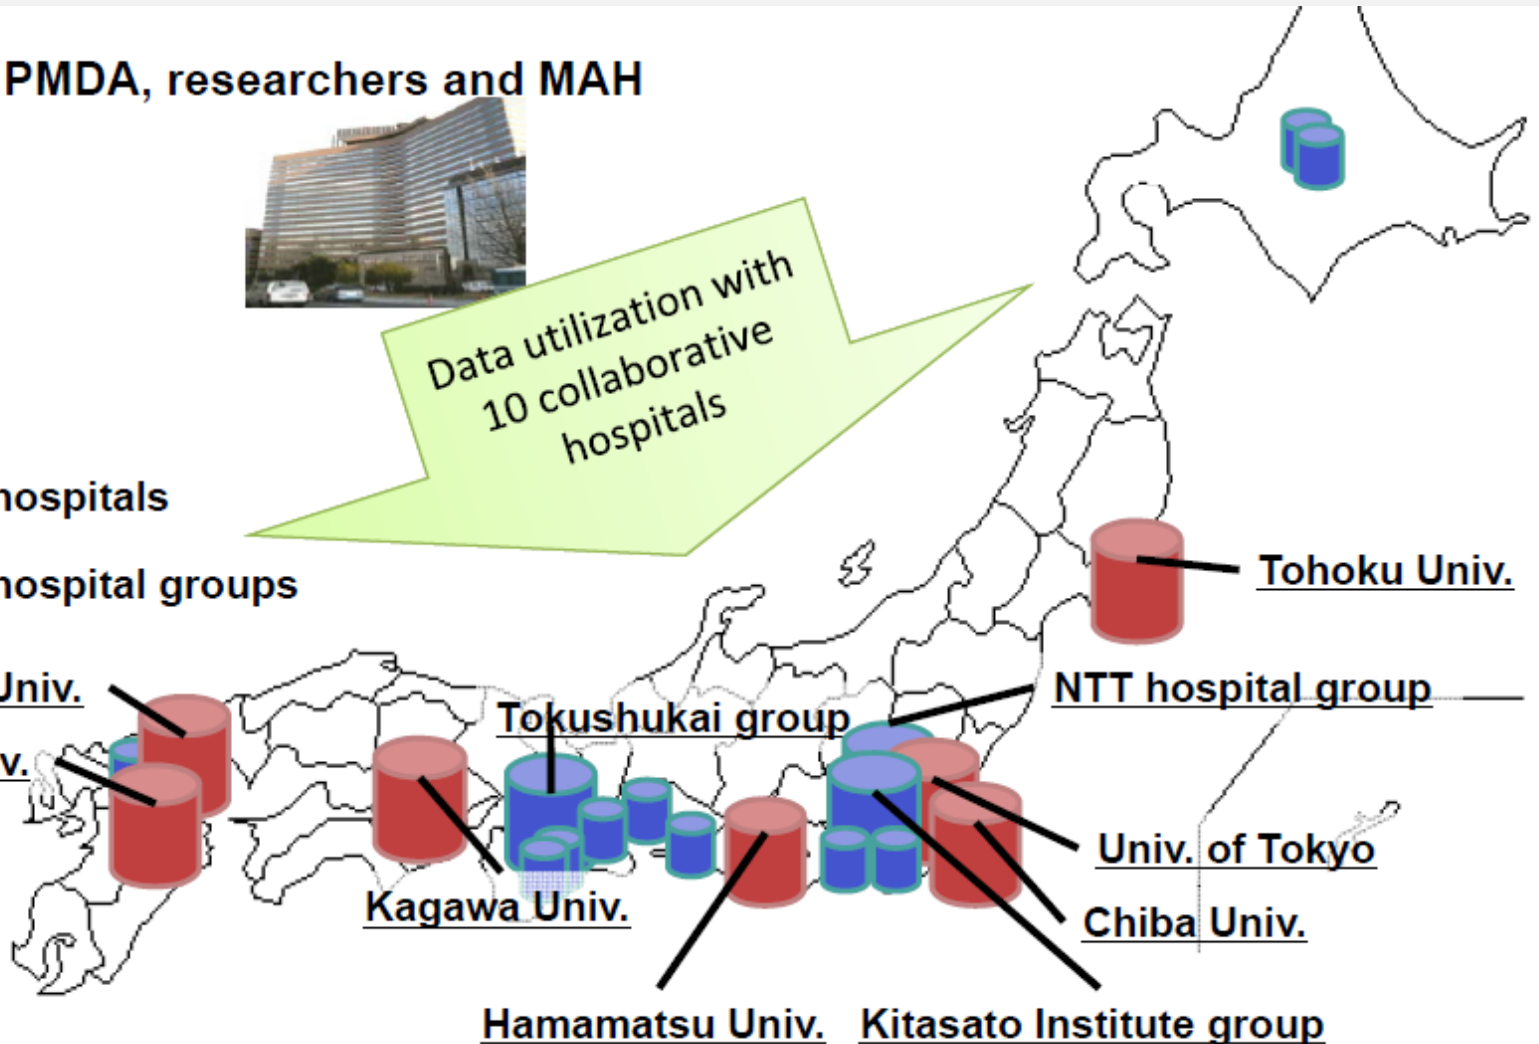 PMDA, researchers and MAH
Data utilization with
10 collaborative
hospitals
hospitals
hospital groups
Tohoku Univ.
Univ.
NTT hospital group
Tokushukai group
v.
Univ. of Tokyo
Kagawa Univ.
Chiba Univ.
Hamamatsu Univ.
Kitasato Institute group